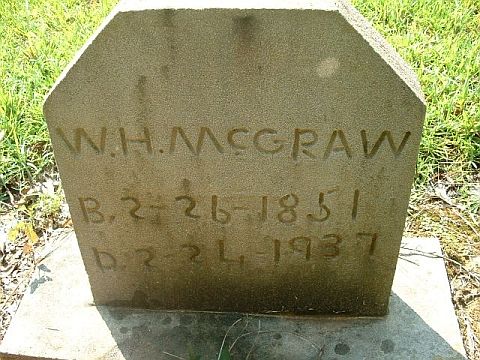 W.H. McGRAW
B. 2-26-1851
D. 2 24-1937